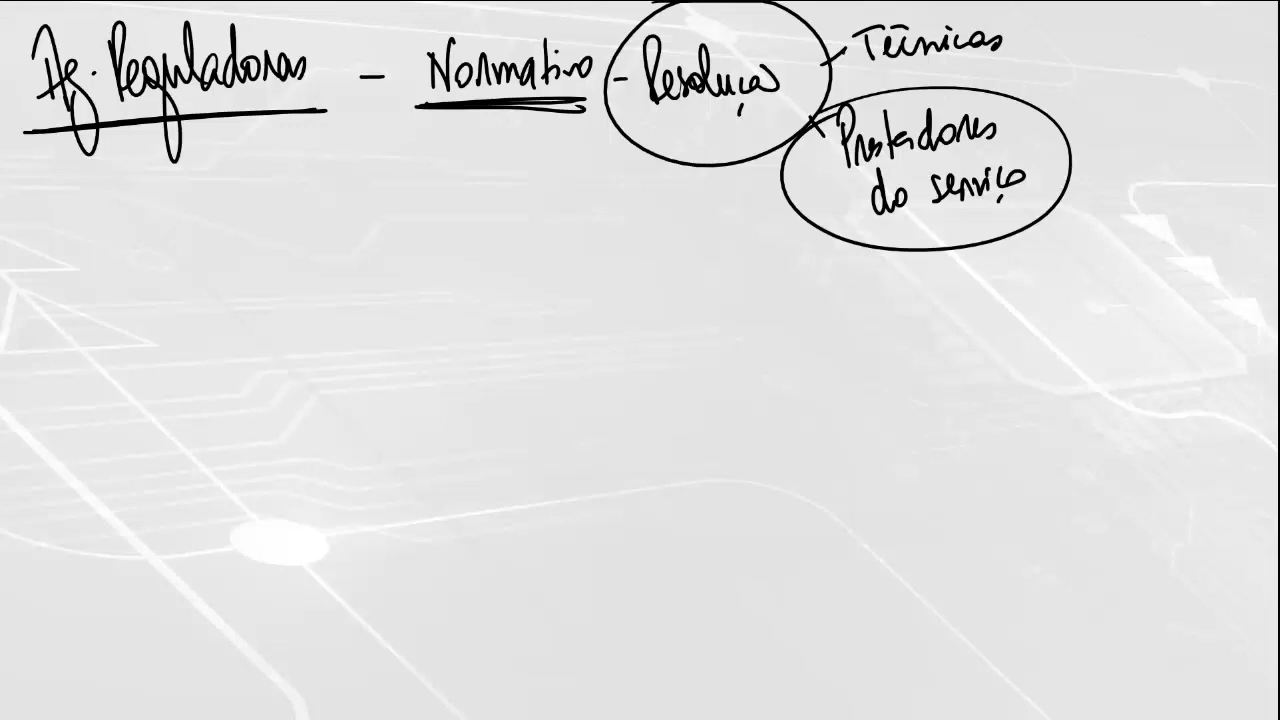 Ag. Reguladoras – Normativo – Resolução – Técnicas
Prestadores
do serviço